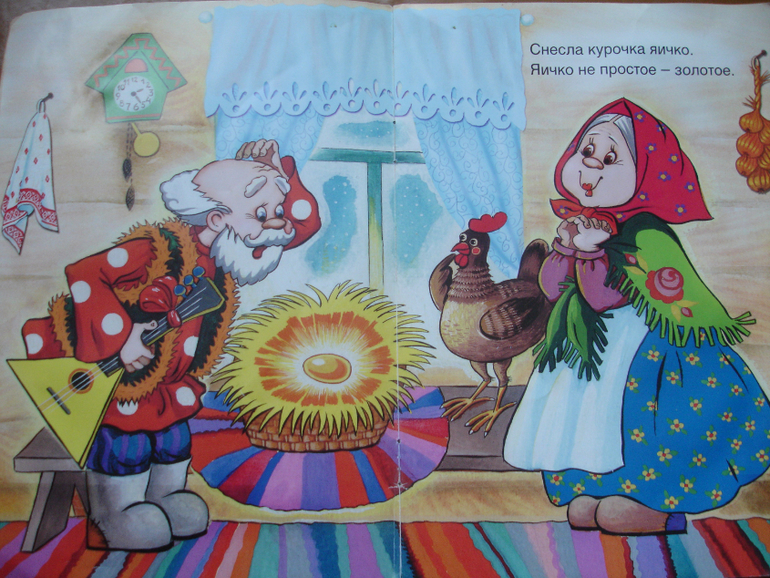 Снесла курочка яичко.
Яичко не простое – золотое.